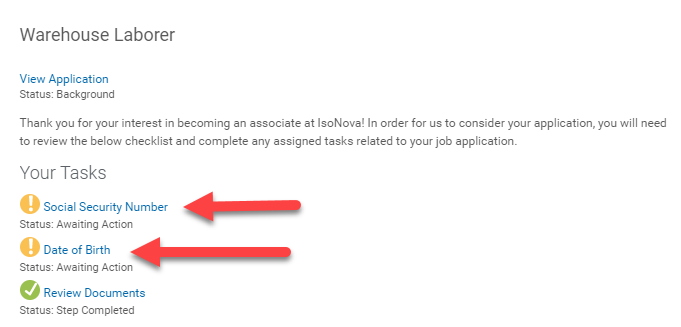 Warehouse Laborer
View Application
Status: Background
Thank you for your interest in becoming an associate at IsoNova! In order for us to consider your application, you will need
to review the below checklist and complete any assigned tasks related to your job application.
Your Tasks
Social Security Number
Status: Awaiting Action
Date of Birth
Status: Awaiting Action
Review Documents
Status: Step Completed